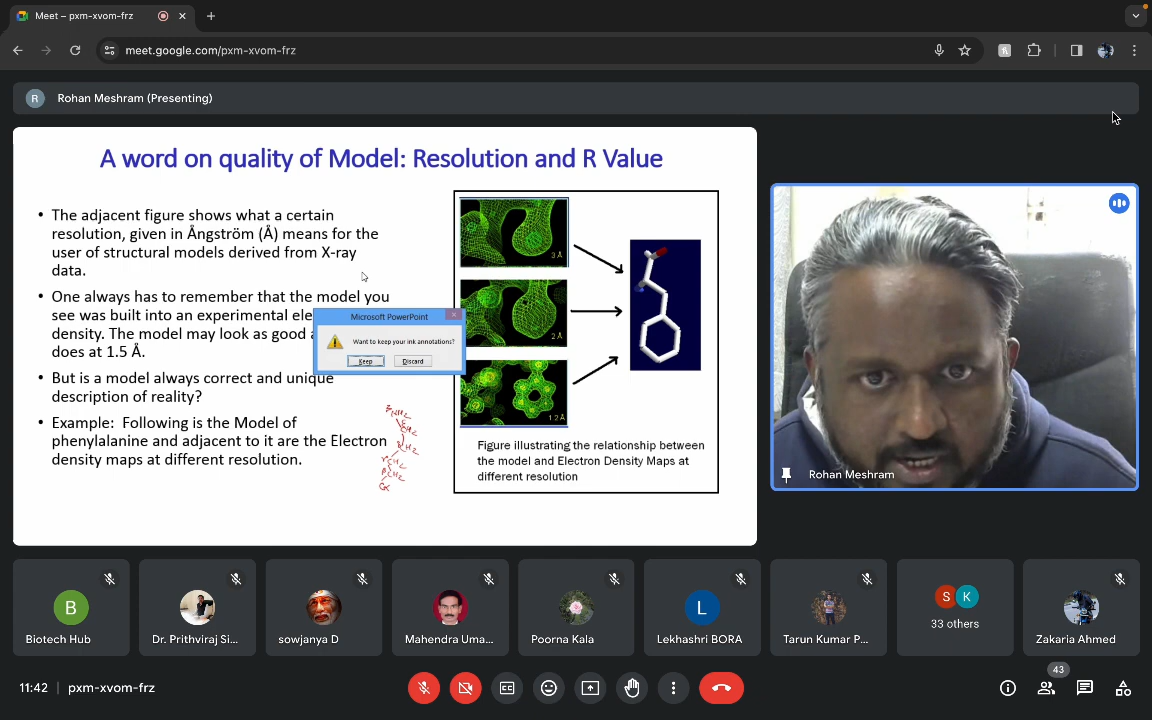 Meet – pxm-xvom-frz
meet.google.com/pxm-xvom-frz
R
Rohan Meshram (Presenting)
A word on quality of Model: Resolution and R Value
• The adjacent figure shows what a certain
resolution, given in Ångström (Å) means for the
user of structural models derived from X-ray
data.
• One always has to remember that the model you
see was built into an experimental ele
density. The model may look as good a
does at 1.5 Å.
• But is a model always correct and unique
description of reality?
• Example: Following is the Model of
phenylalanine and adjacent to it are the Electron
density maps at different resolution.
Microsoft PowerPoint
Want to keep your ink annotations?
Keep
Discard
3 Å
2 Å
1.2 Å
Figure illustrating the relationship between
the model and Electron Density Maps at
different resolution
Rohan Meshram
B
Biotech Hub
Dr. Prithviraj Si...
sowjanya D
Mahendra Uma...
Poorna Kala
L
Lekhashri BORA
Tarun Kumar P...
S K
33 others
Zakaria Ahmed
11:42 | pxm-xvom-frz
43